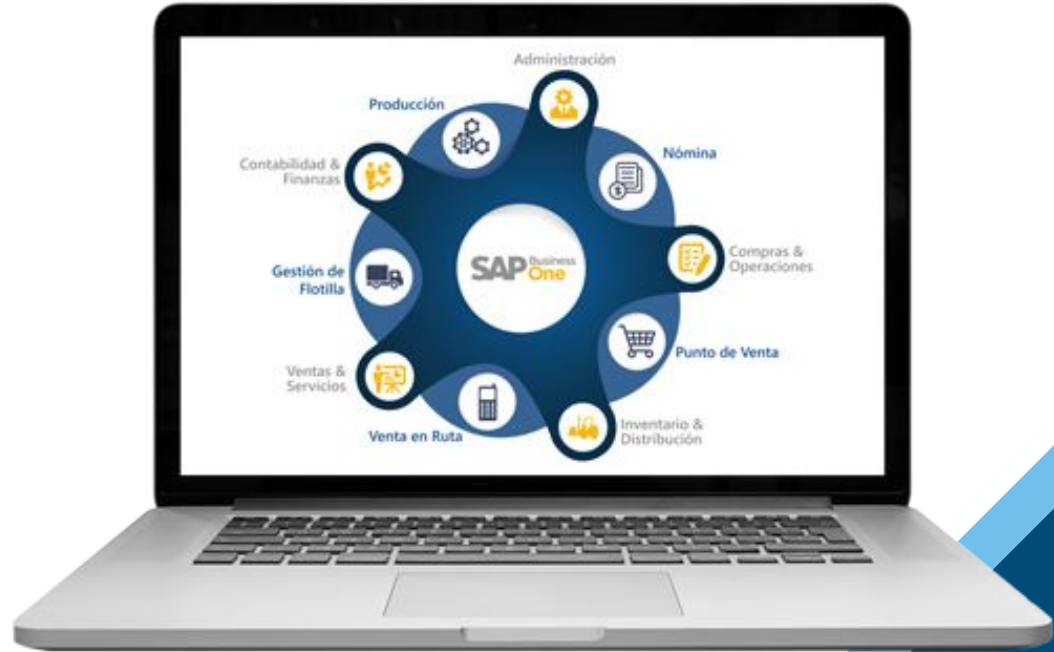 Administración
Producción
Nómina
Contabilidad &
Finanzas
SAP Business
One
Compras &
Operaciones
Gestión de
Flotilla
Punto de Venta
Ventas &
Servicios
Inventario &
Distribución
Venta en Ruta